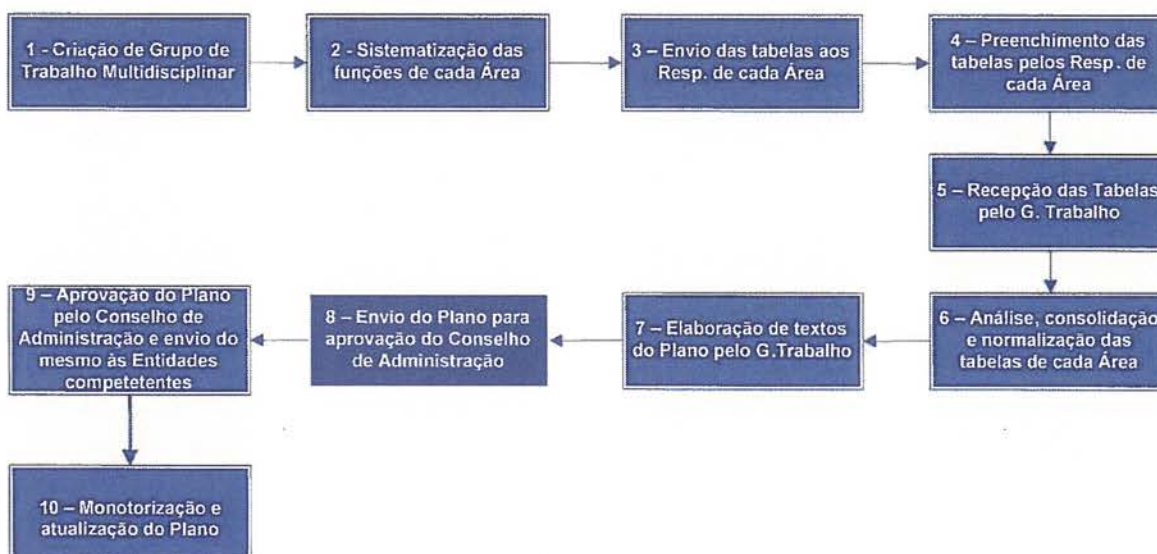 1 - Criação de Grupo de
Trabalho Multidisciplinar
2 - Sistematização das
funções de cada Área
3 – Envio das tabelas aos
Resp. de cada Área
4 – Preenchimento das
tabelas pelos Resp. de
cada Área
5 – Recepção das Tabelas
pelo G. Trabalho
6 – Análise, consolidação
e normalização das
tabelas de cada Área
7 – Elaboração de textos
do Plano pelo G.Trabalho
8 – Envio do Plano para
aprovação do Conselho
de Administração
9 – Aprovação do Plano
pelo Conselho de
Administração e envio do
mesmo às Entidades
competetentes
10 – Monotorização e
atualização do Plano